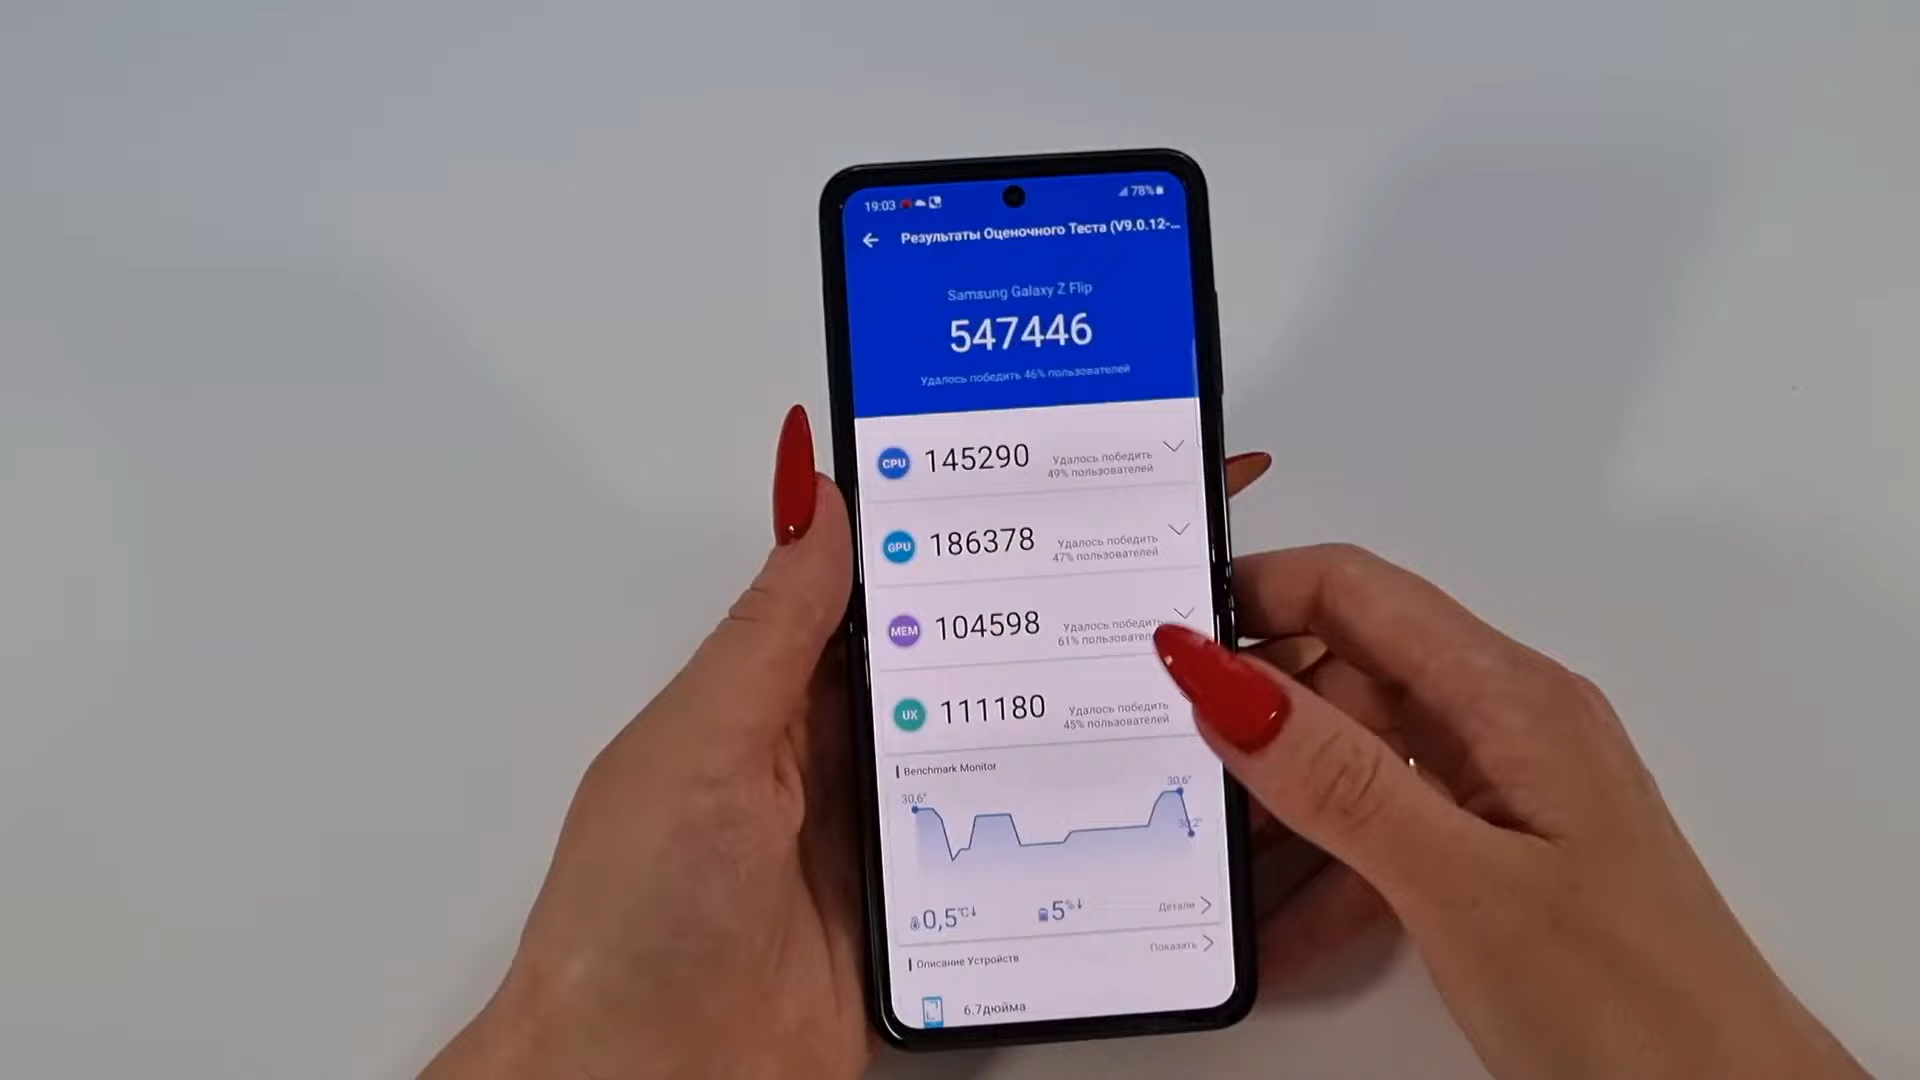 19:03
78%
Результаты Оценочного Теста (V9.0.12-...
Samsung Galaxy Z Flip
547446
Удалось победить 46% пользователей
CPU
145290
Удалось победить
49% пользователей
GPU
186378
Удалось победить
47% пользователей
MEM
104598
Удалось победить
61% пользовател
UX
111180
Удалось победить
45% пользователей
Benchmark Monitor
30,6°
30,6°
0,5°C↓
5%↓
Детали
Описание Устройств
Показать
6.7дюйма